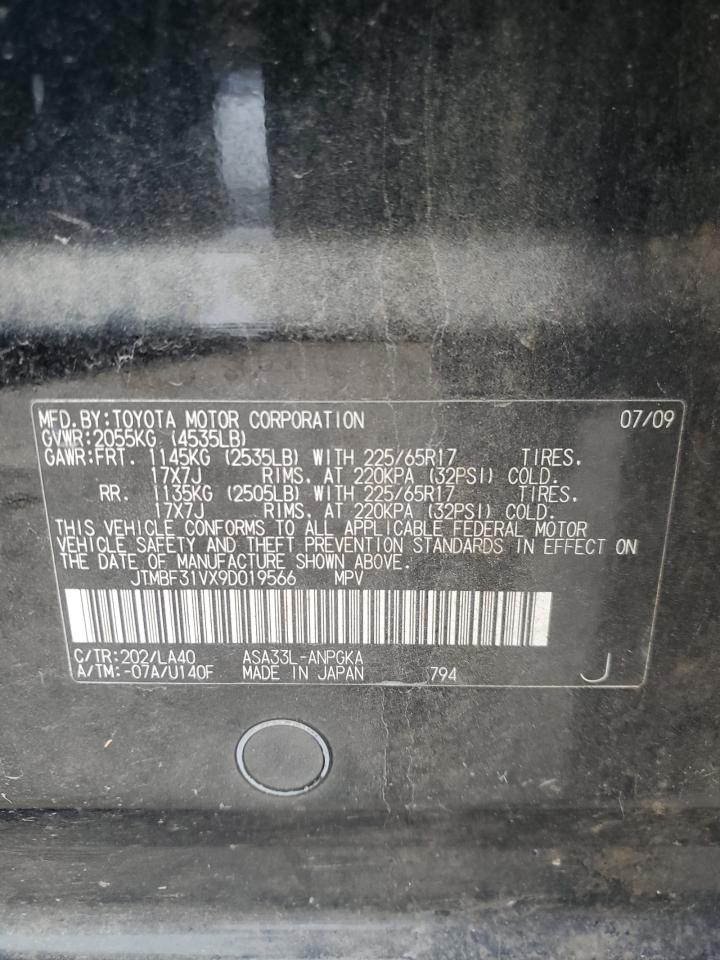 MFD.BY:TOYOTA MOTOR CORPORATION 07/09
GVWR:2055KG (4535LB)
GAWR:FRT. 1145KG (2535LB) WITH 225/65R17 TIRES,
17X7J RIMS, AT 220KPA (32PSI) COLD.
RR. 1135KG (2505LB) WITH 225/65R17 TIRES,
17X7J RIMS, AT 220KPA (32PSI) COLD.
THIS VEHICLE CONFORMS TO ALL APPLICABLE FEDERAL MOTOR
VEHICLE SAFETY AND THEFT PREVENTION STANDARDS IN EFFECT ON
THE DATE OF MANUFACTURE SHOWN ABOVE.
JTMBF31VX9D019566 MPV
C/TR:202/LA40 ASA33L-ANPGKA
A/TM:-07A/U140F MADE IN JAPAN 794 J